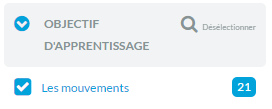 OBJECTIF
D'APPRENTISSAGE
Désélectionner
Les mouvements 21